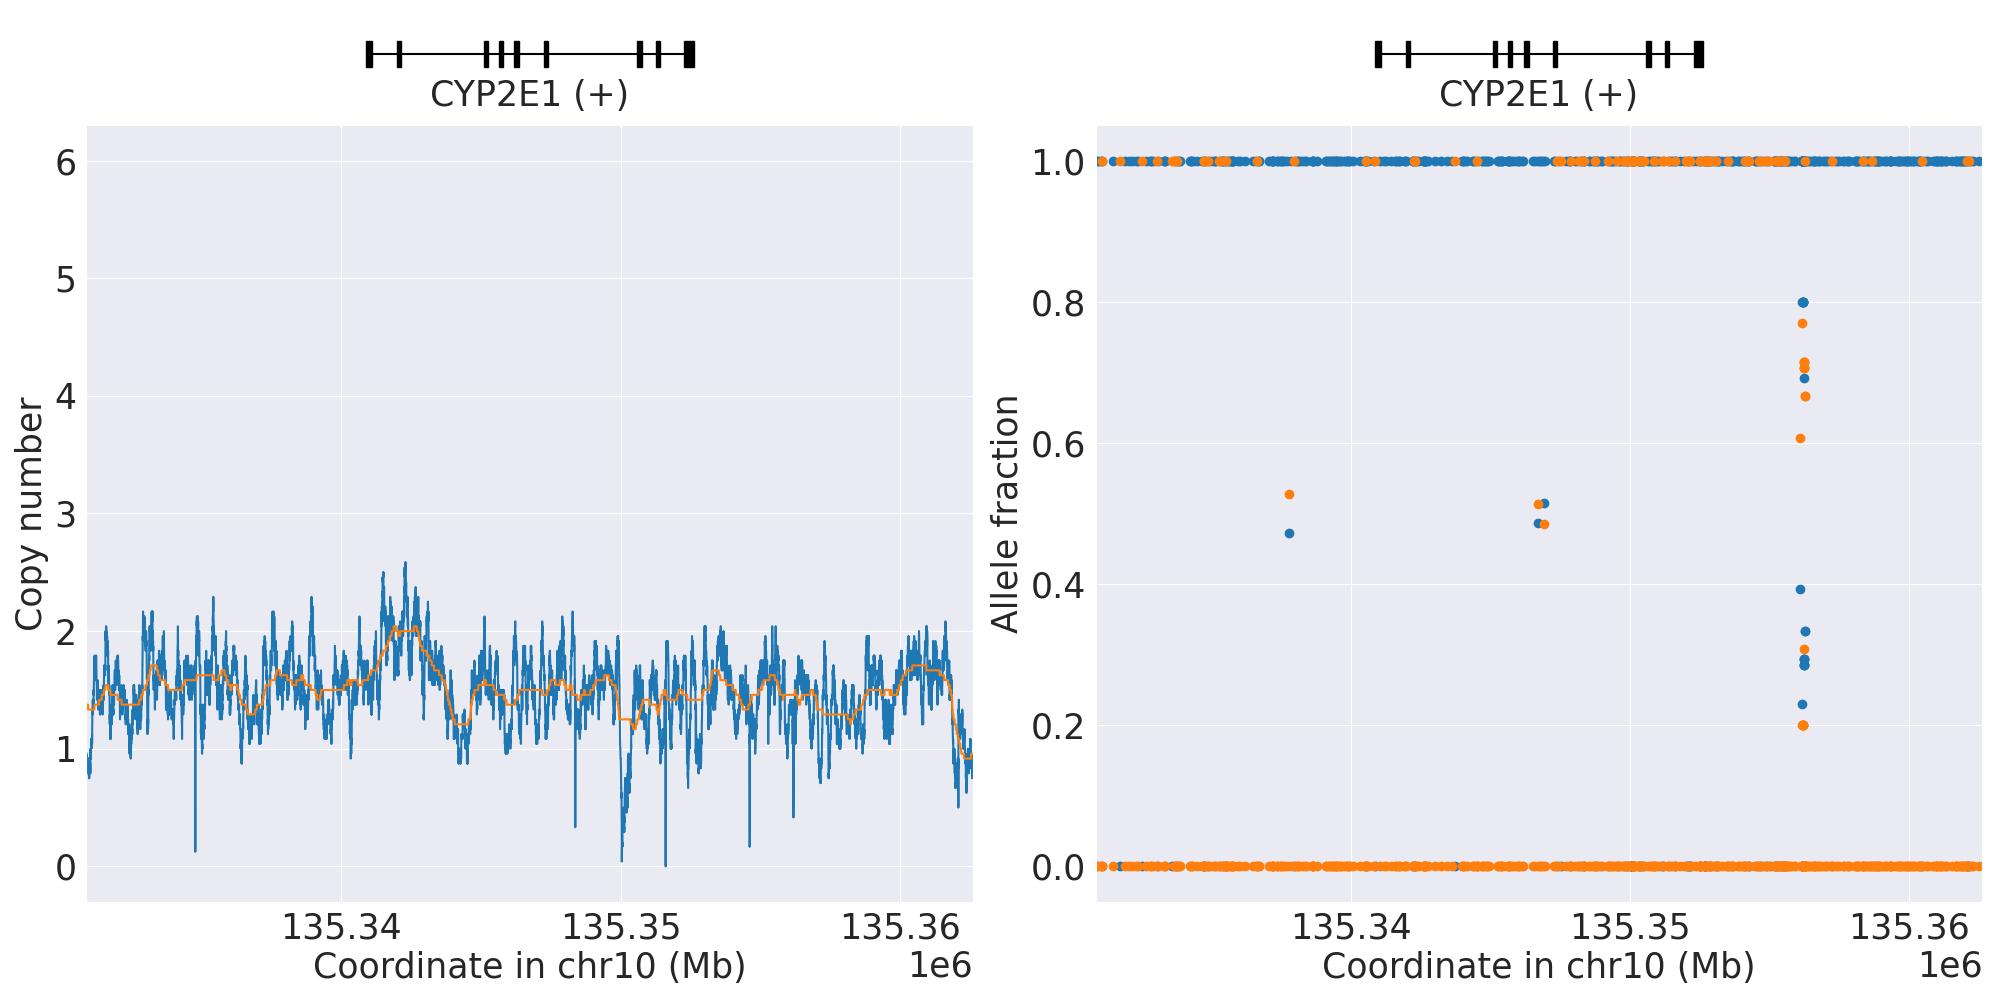 CYP2E1 (+)
CYP2E1 (+)
6
5
4
3
2
1
0
Copy number
135.34 135.35 135.36
Coordinate in chr10 (Mb)
1e6
1.0
0.8
0.6
0.4
0.2
0.0
Allele fraction
135.34 135.35 135.36
Coordinate in chr10 (Mb)
1e6